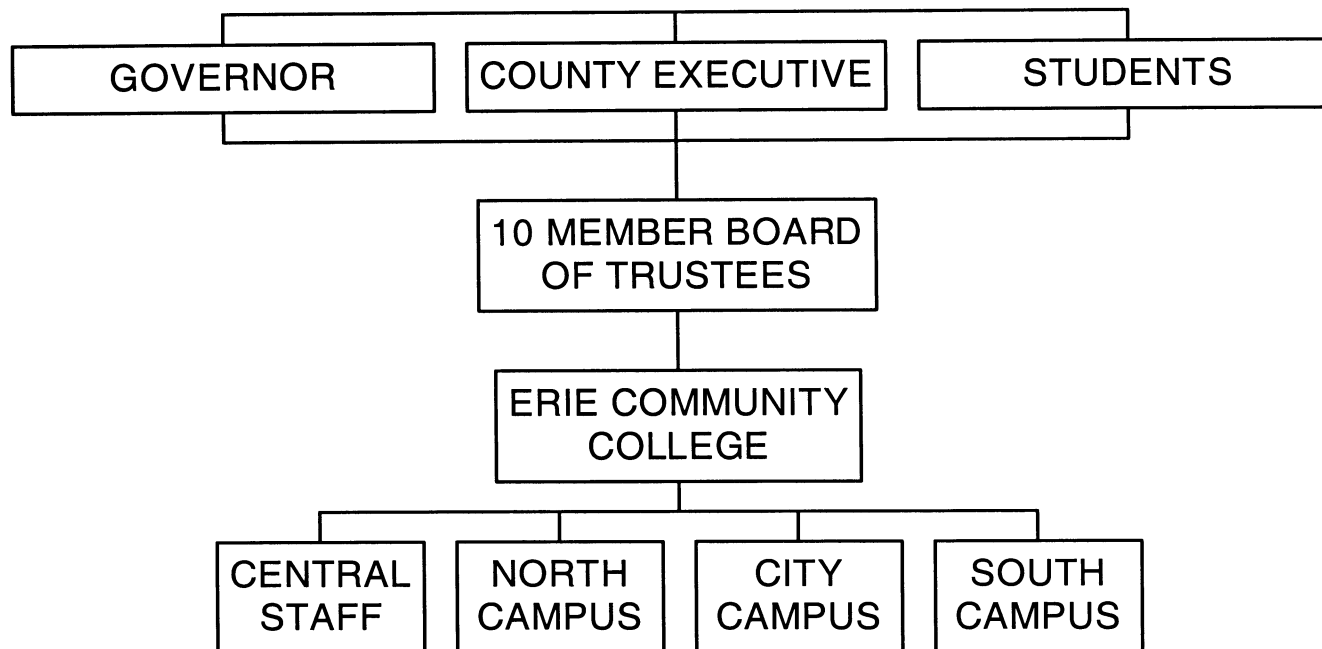 GOVERNOR
COUNTY EXECUTIVE
STUDENTS
10 MEMBER BOARD
OF TRUSTEES
ERIE COMMUNITY
COLLEGE
CENTRAL
STAFF
NORTH
CAMPUS
CITY
CAMPUS
SOUTH
CAMPUS